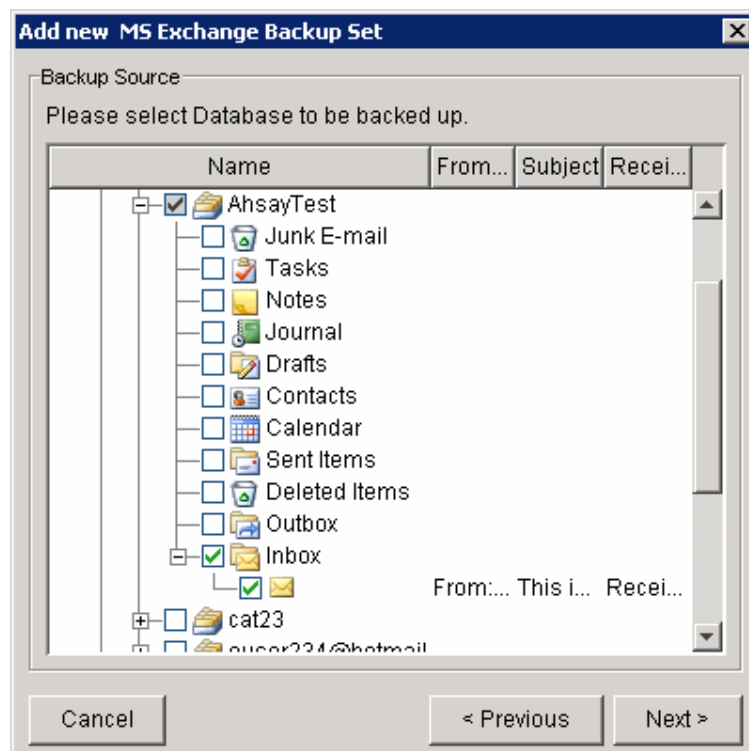 Add new MS Exchange Backup Set
Backup Source
Please select Database to be backed up.
Name From... Subject Recei...
AhsayTest
Junk E-mail
Tasks
Notes
Journal
Drafts
Contacts
Calendar
Sent Items
Deleted Items
Outbox
Inbox
From:... This i... Recei...
cat23
Cancel < Previous Next >